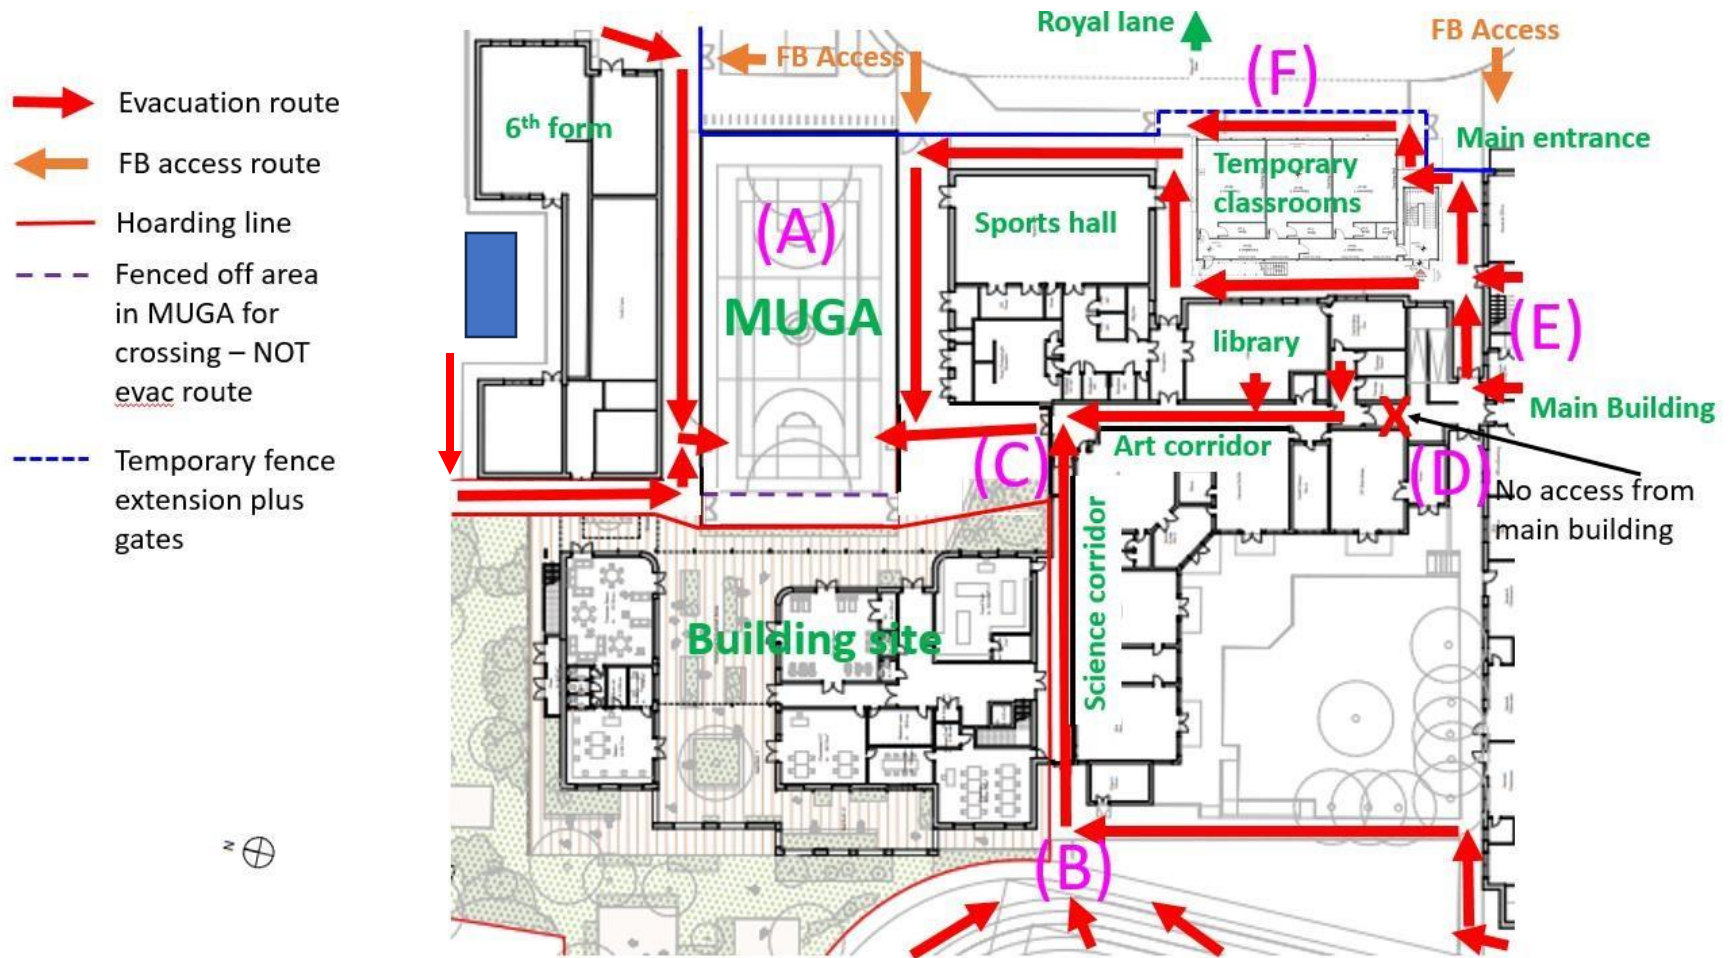 Evacuation route
FB access route
Hoarding line
Fenced off area
in MUGA for
crossing – NOT
evac route
Temporary fence
extension plus
gates
N
Royal lane
FB Access
FB Access
(F)
6th form
Main entrance
Temporary
classrooms
(A)
Sports hall
MUGA
library
(E)
Main Building
X
Art corridor
(C)
(D)
No access from
main building
Science corridor
Building site
(B)